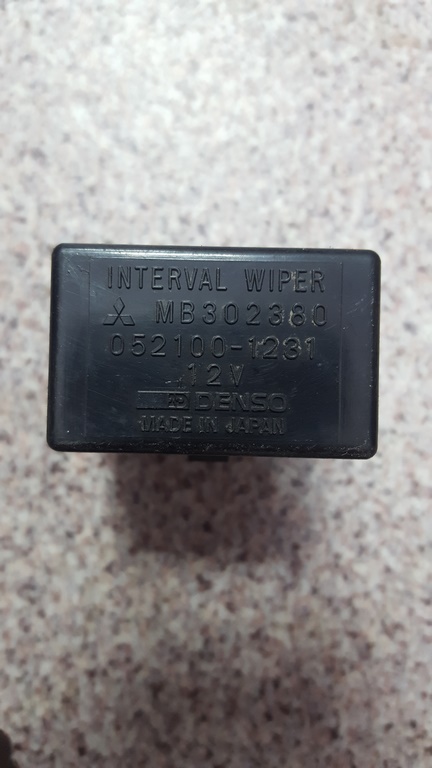 INTERVAL WIPER
MB302380
052100-1231
12V
DENSO
MADE IN JAPAN